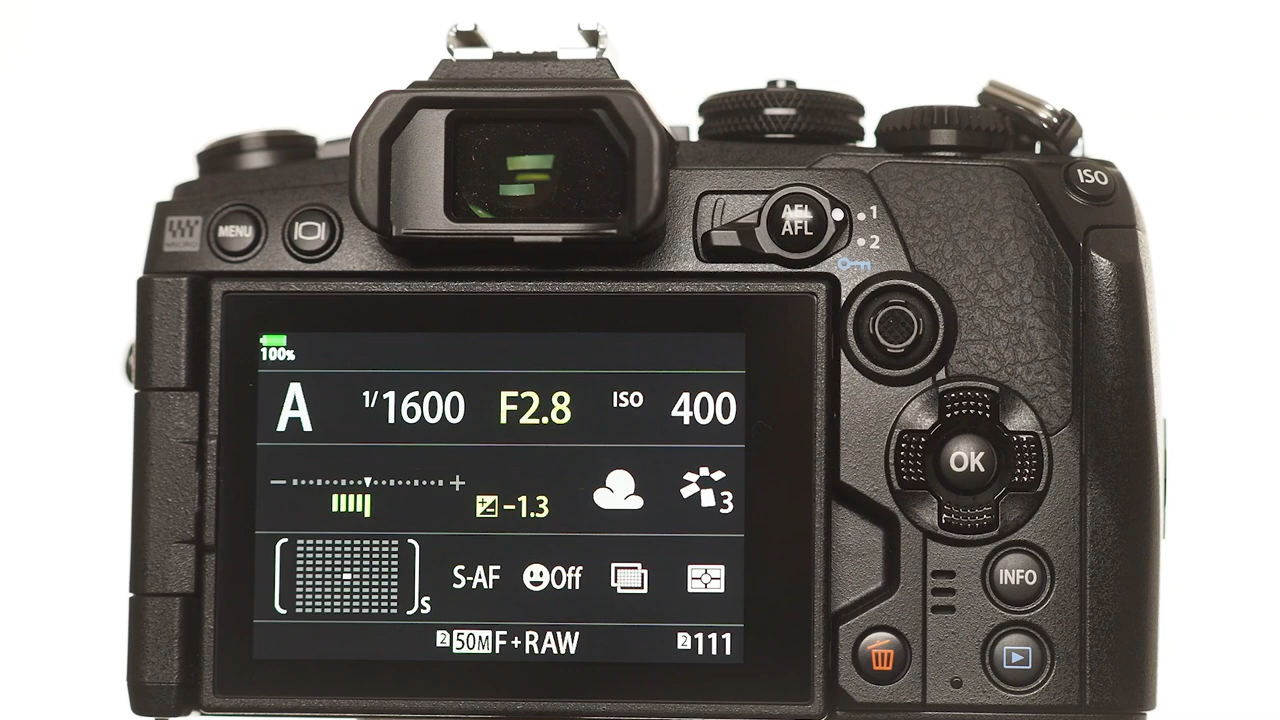 ISO
AEL
AFL
1
2
MICRO
MENU
100%
A 1/1600 F2.8 ISO 400
− + −1.3 3
S S-AF Off
2 50M F+RAW 2 111
OK
INFO